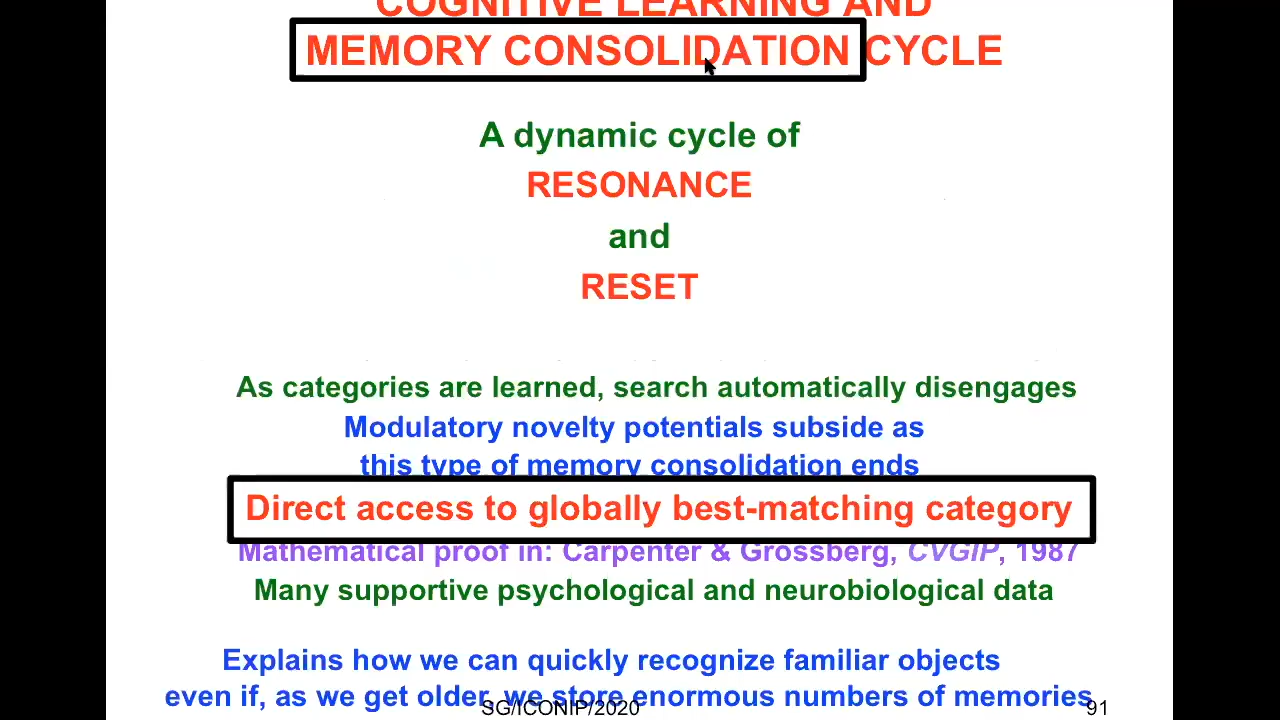 COGNITIVE LEARNING AND
MEMORY CONSOLIDATION CYCLE
A dynamic cycle of
RESONANCE
and
RESET
As categories are learned, search automatically disengages
Modulatory novelty potentials subside as
this type of memory consolidation ends
Direct access to globally best-matching category
Mathematical proof in: Carpenter & Grossberg, CVGIP, 1987
Many supportive psychological and neurobiological data
Explains how we can quickly recognize familiar objects
even if, as we get older, we store enormous numbers of memories
SG/ICONIP/2020
91